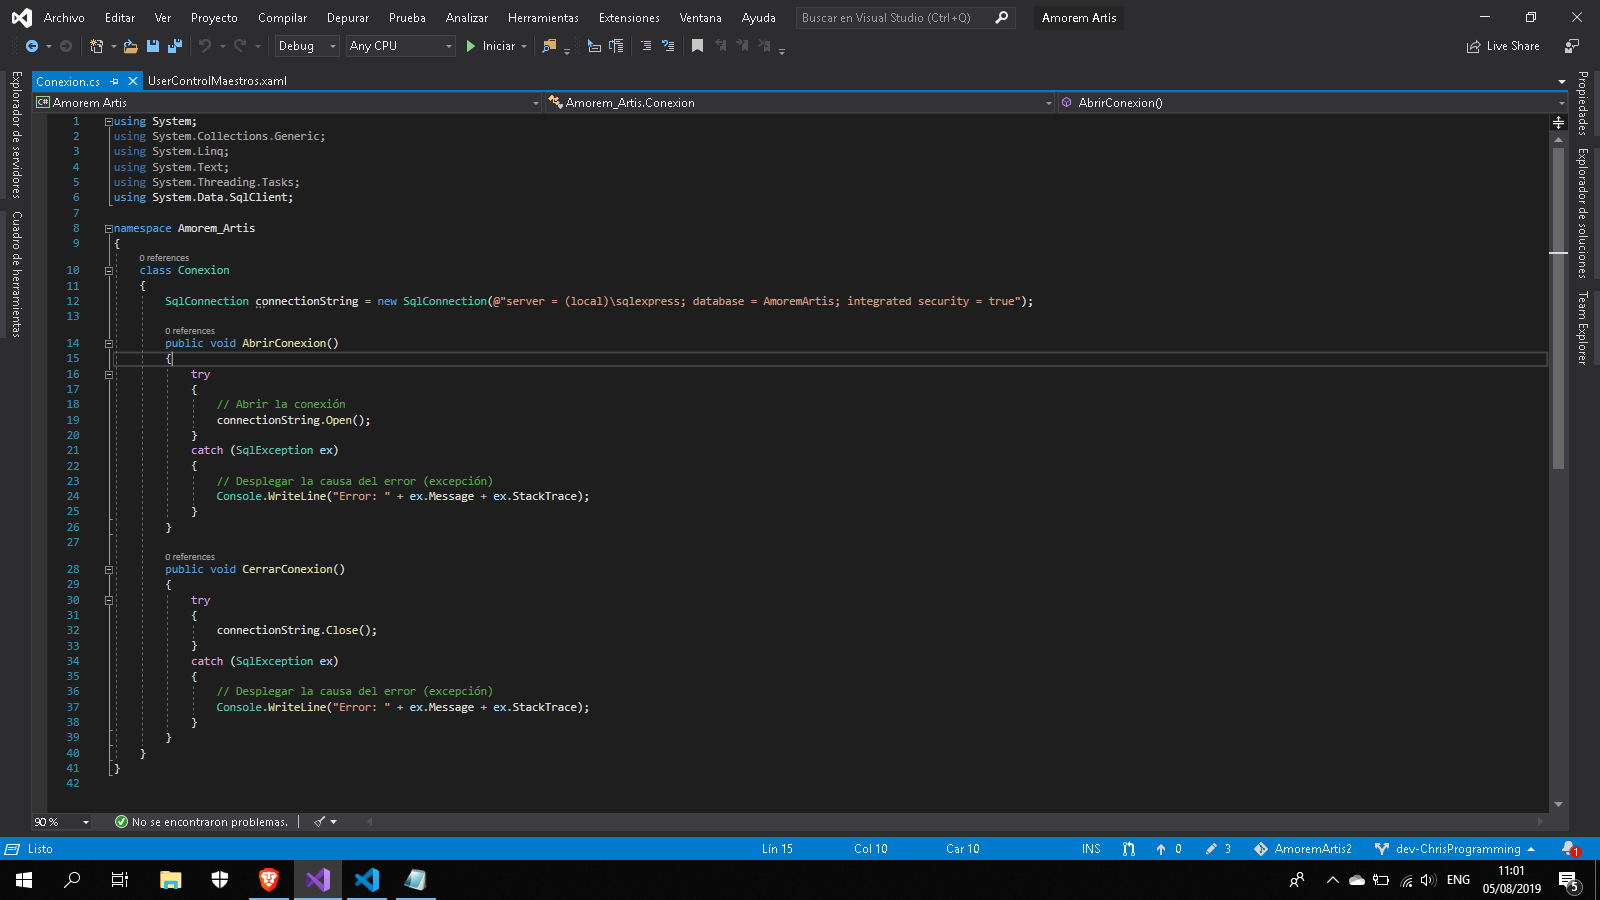 Archivo Editar Ver Proyecto Compilar Depurar Prueba Analizar Herramientas Extensiones Ventana Ayuda Buscar en Visual Studio (Ctrl+Q) Amorem Artis
Debug Any CPU Iniciar Live Share
Conexion.cs UserControlMaestros.xaml
C# Amorem Artis Amorem_Artis.Conexion AbrirConexion()
Explorador de servidores
Cuadro de herramientas
1 using System;
2 using System.Collections.Generic;
3 using System.Linq;
4 using System.Text;
5 using System.Threading.Tasks;
6 using System.Data.SqlClient;
7
8 namespace Amorem_Artis
9 {
0 references
10 class Conexion
11 {
12 SqlConnection connectionString = new SqlConnection(@"server = (local)\sqlexpress; database = AmoremArtis; integrated security = true");
13
0 references
14 public void AbrirConexion()
15 {
16 try
17 {
18 // Abrir la conexión
19 connectionString.Open();
20 }
21 catch (SqlException ex)
22 {
23 // Desplegar la causa del error (excepción)
24 Console.WriteLine("Error: " + ex.Message + ex.StackTrace);
25 }
26 }
27
0 references
28 public void CerrarConexion()
29 {
30 try
31 {
32 connectionString.Close();
33 }
34 catch (SqlException ex)
35 {
36 // Desplegar la causa del error (excepción)
37 Console.WriteLine("Error: " + ex.Message + ex.StackTrace);
38 }
39 }
40 }
41 }
42
Propiedades
Explorador de soluciones
Team Explorer
90 % No se encontraron problemas.
Listo Lín 15 Col 10 Car 10 INS 0 3 AmoremArtis2 dev-ChrisProgramming 1
ENG 11:01 05/08/2019 5